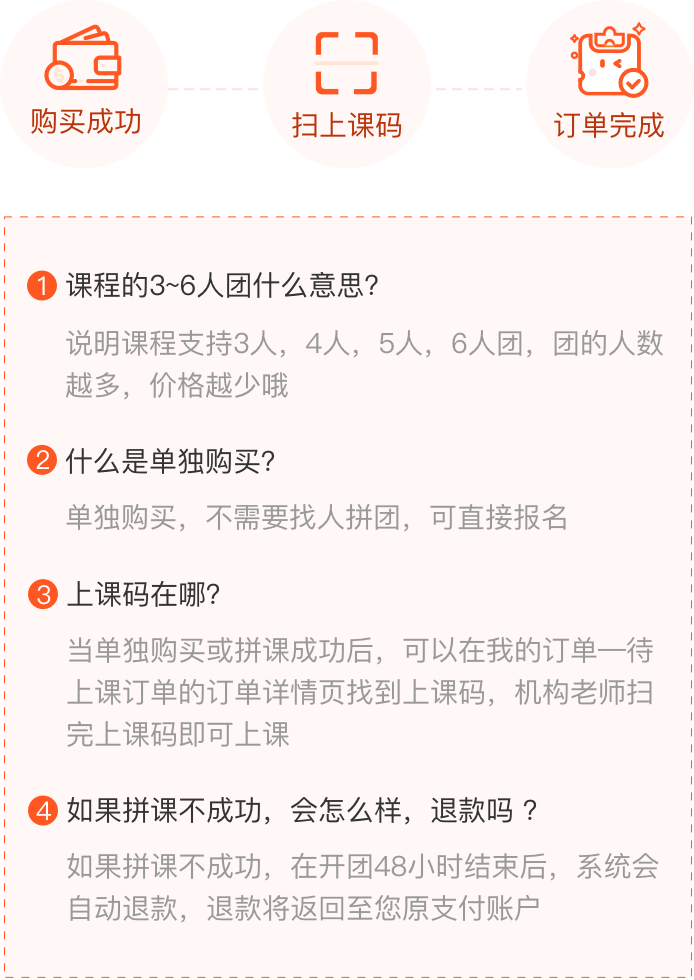 购买成功
扫上课码
订单完成
1 课程的3~6人团什么意思?
说明课程支持3人，4人，5人，6人团，团的人数
越多，价格越少哦
2 什么是单独购买?
单独购买，不需要找人拼团，可直接报名
3 上课码在哪?
当单独购买或拼课成功后，可以在我的订单—待
上课订单的订单详情页找到上课码，机构老师扫
完上课码即可上课
4 如果拼课不成功，会怎么样，退款吗 ?
如果拼课不成功，在开团48小时结束后，系统会
自动退款，退款将返回至您原支付账户